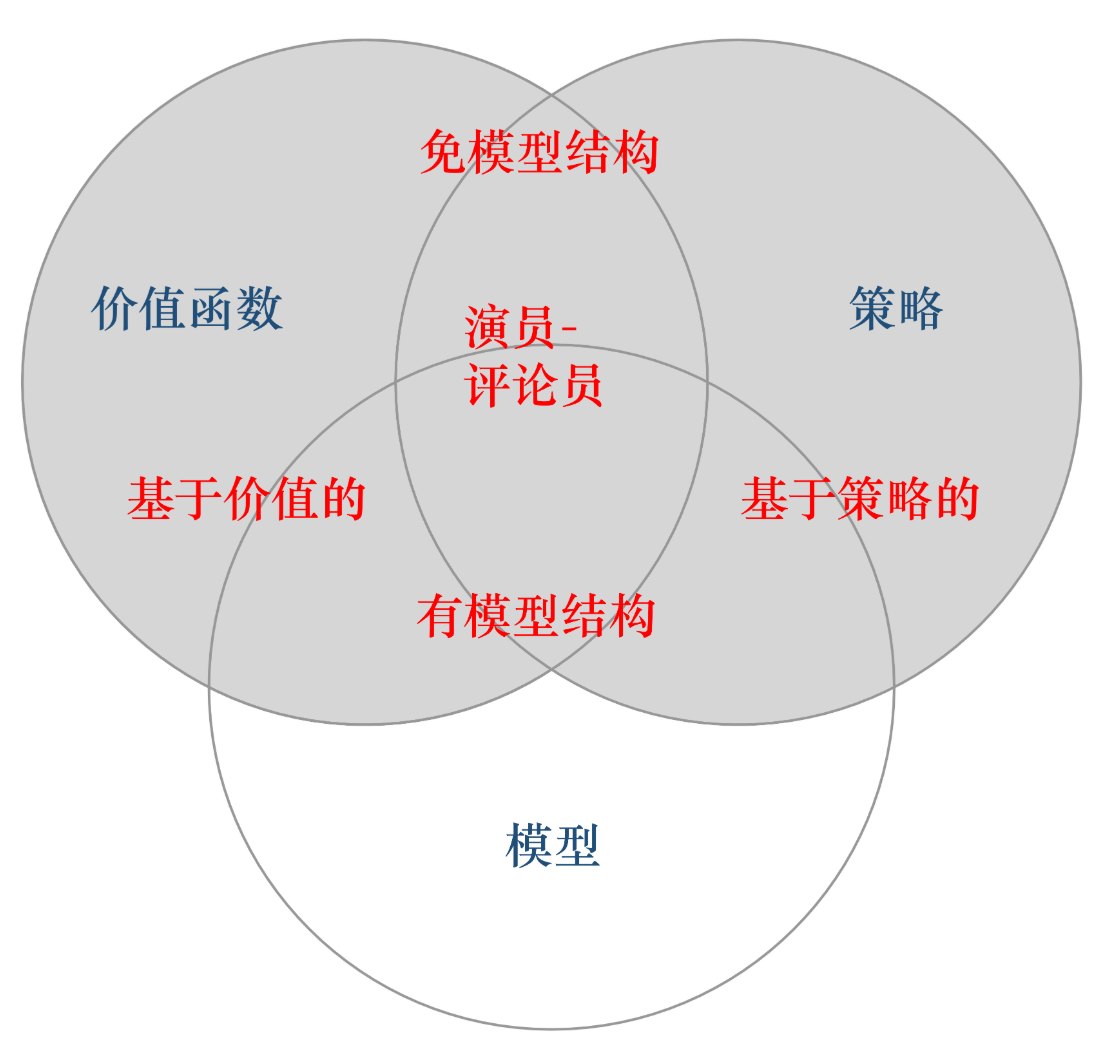 免模型结构
价值函数
策略
演员-
评论员
基于价值的
基于策略的
有模型结构
模型